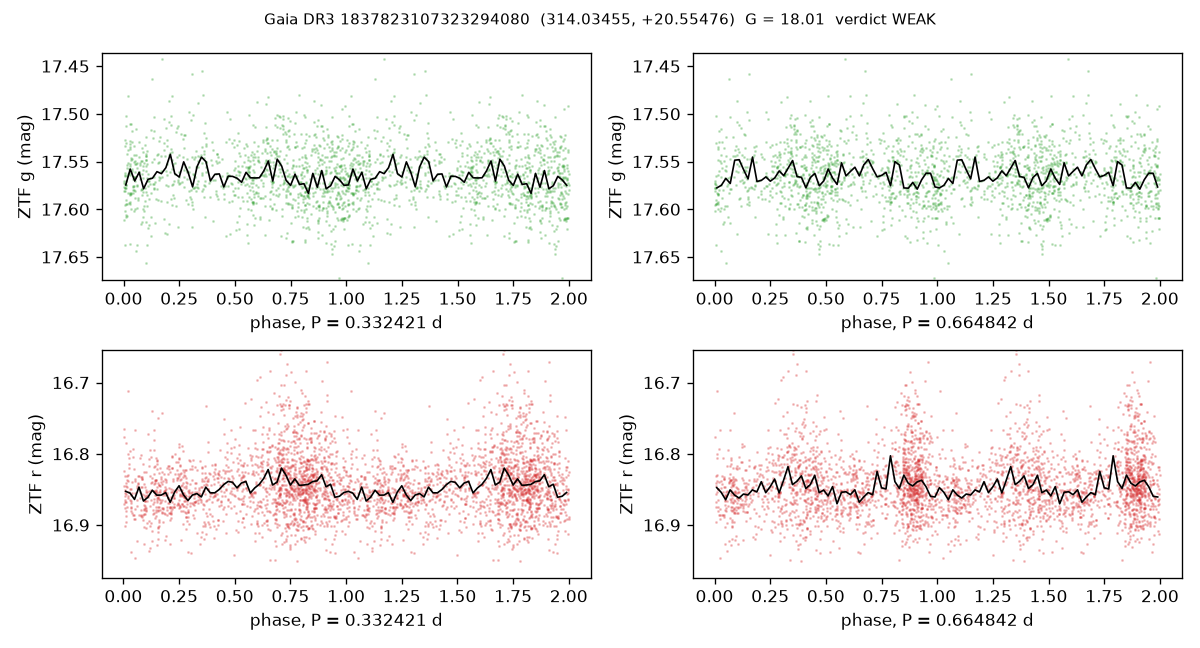 Gaia DR3 1837823107323294080  (314.03455, +20.55476)  G = 18.01  verdict WEAK
ZTF g (mag)
17.45
17.50
17.55
17.60
17.65
0.00 0.25 0.50 0.75 1.00 1.25 1.50 1.75 2.00
phase, P = 0.332421 d
ZTF g (mag)
17.45
17.50
17.55
17.60
17.65
0.00 0.25 0.50 0.75 1.00 1.25 1.50 1.75 2.00
phase, P = 0.664842 d
ZTF r (mag)
16.7
16.8
16.9
0.00 0.25 0.50 0.75 1.00 1.25 1.50 1.75 2.00
phase, P = 0.332421 d
ZTF r (mag)
16.7
16.8
16.9
0.00 0.25 0.50 0.75 1.00 1.25 1.50 1.75 2.00
phase, P = 0.664842 d